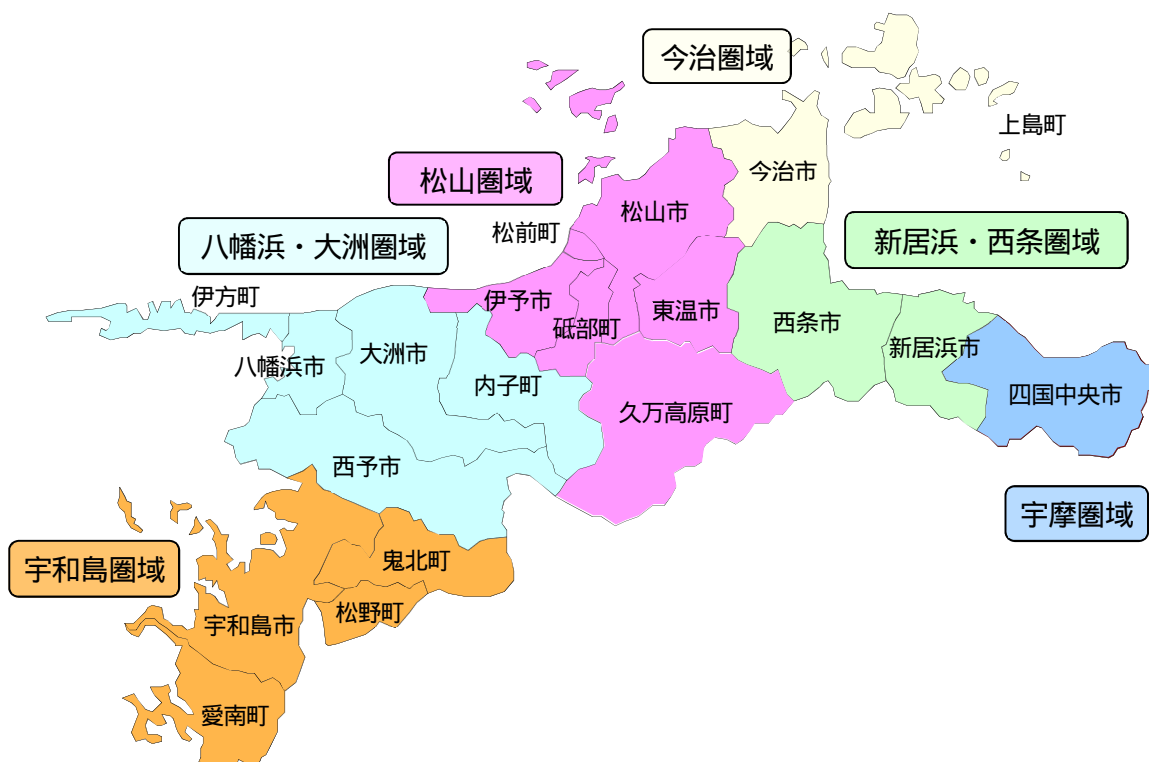 今治圏域
上島町
今治市
松山圏域
松山市
松前町
八幡浜・大洲圏域
新居浜・西条圏域
伊方町
伊予市
砥部町
東温市
西条市
新居浜市
八幡浜市
大洲市
内子町
久万高原町
四国中央市
西予市
宇摩圏域
宇和島圏域
鬼北町
松野町
宇和島市
愛南町